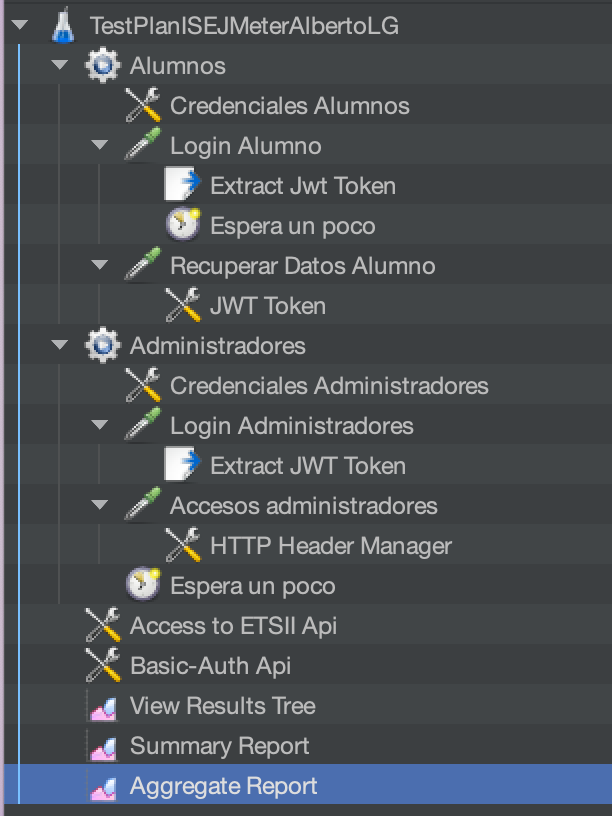 TestPlanISEJMeterAlbertoLG
Alumnos
Credenciales Alumnos
Login Alumno
Extract Jwt Token
Espera un poco
Recuperar Datos Alumno
JWT Token
Administradores
Credenciales Administradores
Login Administradores
Extract JWT Token
Accesos administradores
HTTP Header Manager
Espera un poco
Access to ETSII Api
Basic-Auth Api
View Results Tree
Summary Report
Aggregate Report